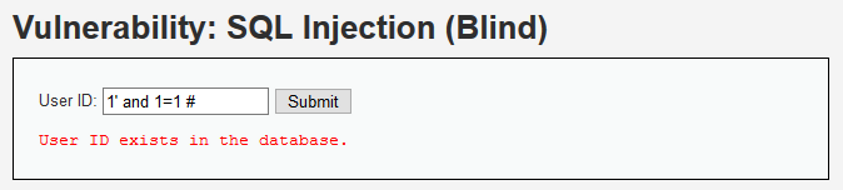 Vulnerability: SQL Injection (Blind)
User ID: 1' and 1=1 # Submit
User ID exists in the database.